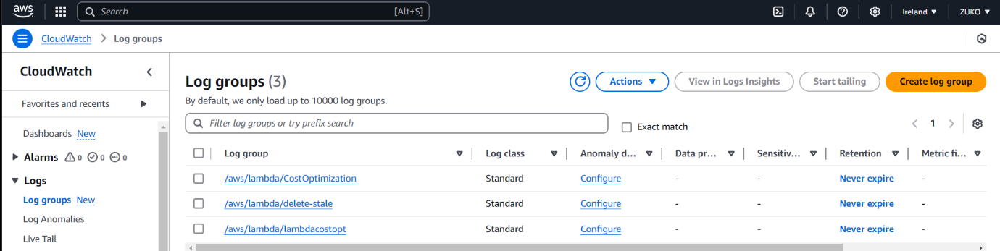 aws Search [Alt+S] Ireland ▼ ZUKO ▼
CloudWatch > Log groups
CloudWatch
Favorites and recents
Dashboards New
Alarms 0 0 0
Logs
Log groups New
Log Anomalies
Live Tail
Log groups (3)
Actions ▼ View in Logs Insights Start tailing Create log group
By default, we only load up to 10000 log groups.
Filter log groups or try prefix search Exact match 1
Log group Log class Anomaly d... Data pr... Sensitiv... Retention Metric fi...
/aws/lambda/CostOptimization Standard Configure - - Never expire -
/aws/lambda/delete-stale Standard Configure - - Never expire -
/aws/lambda/lambdacostopt Standard Configure - - Never expire -